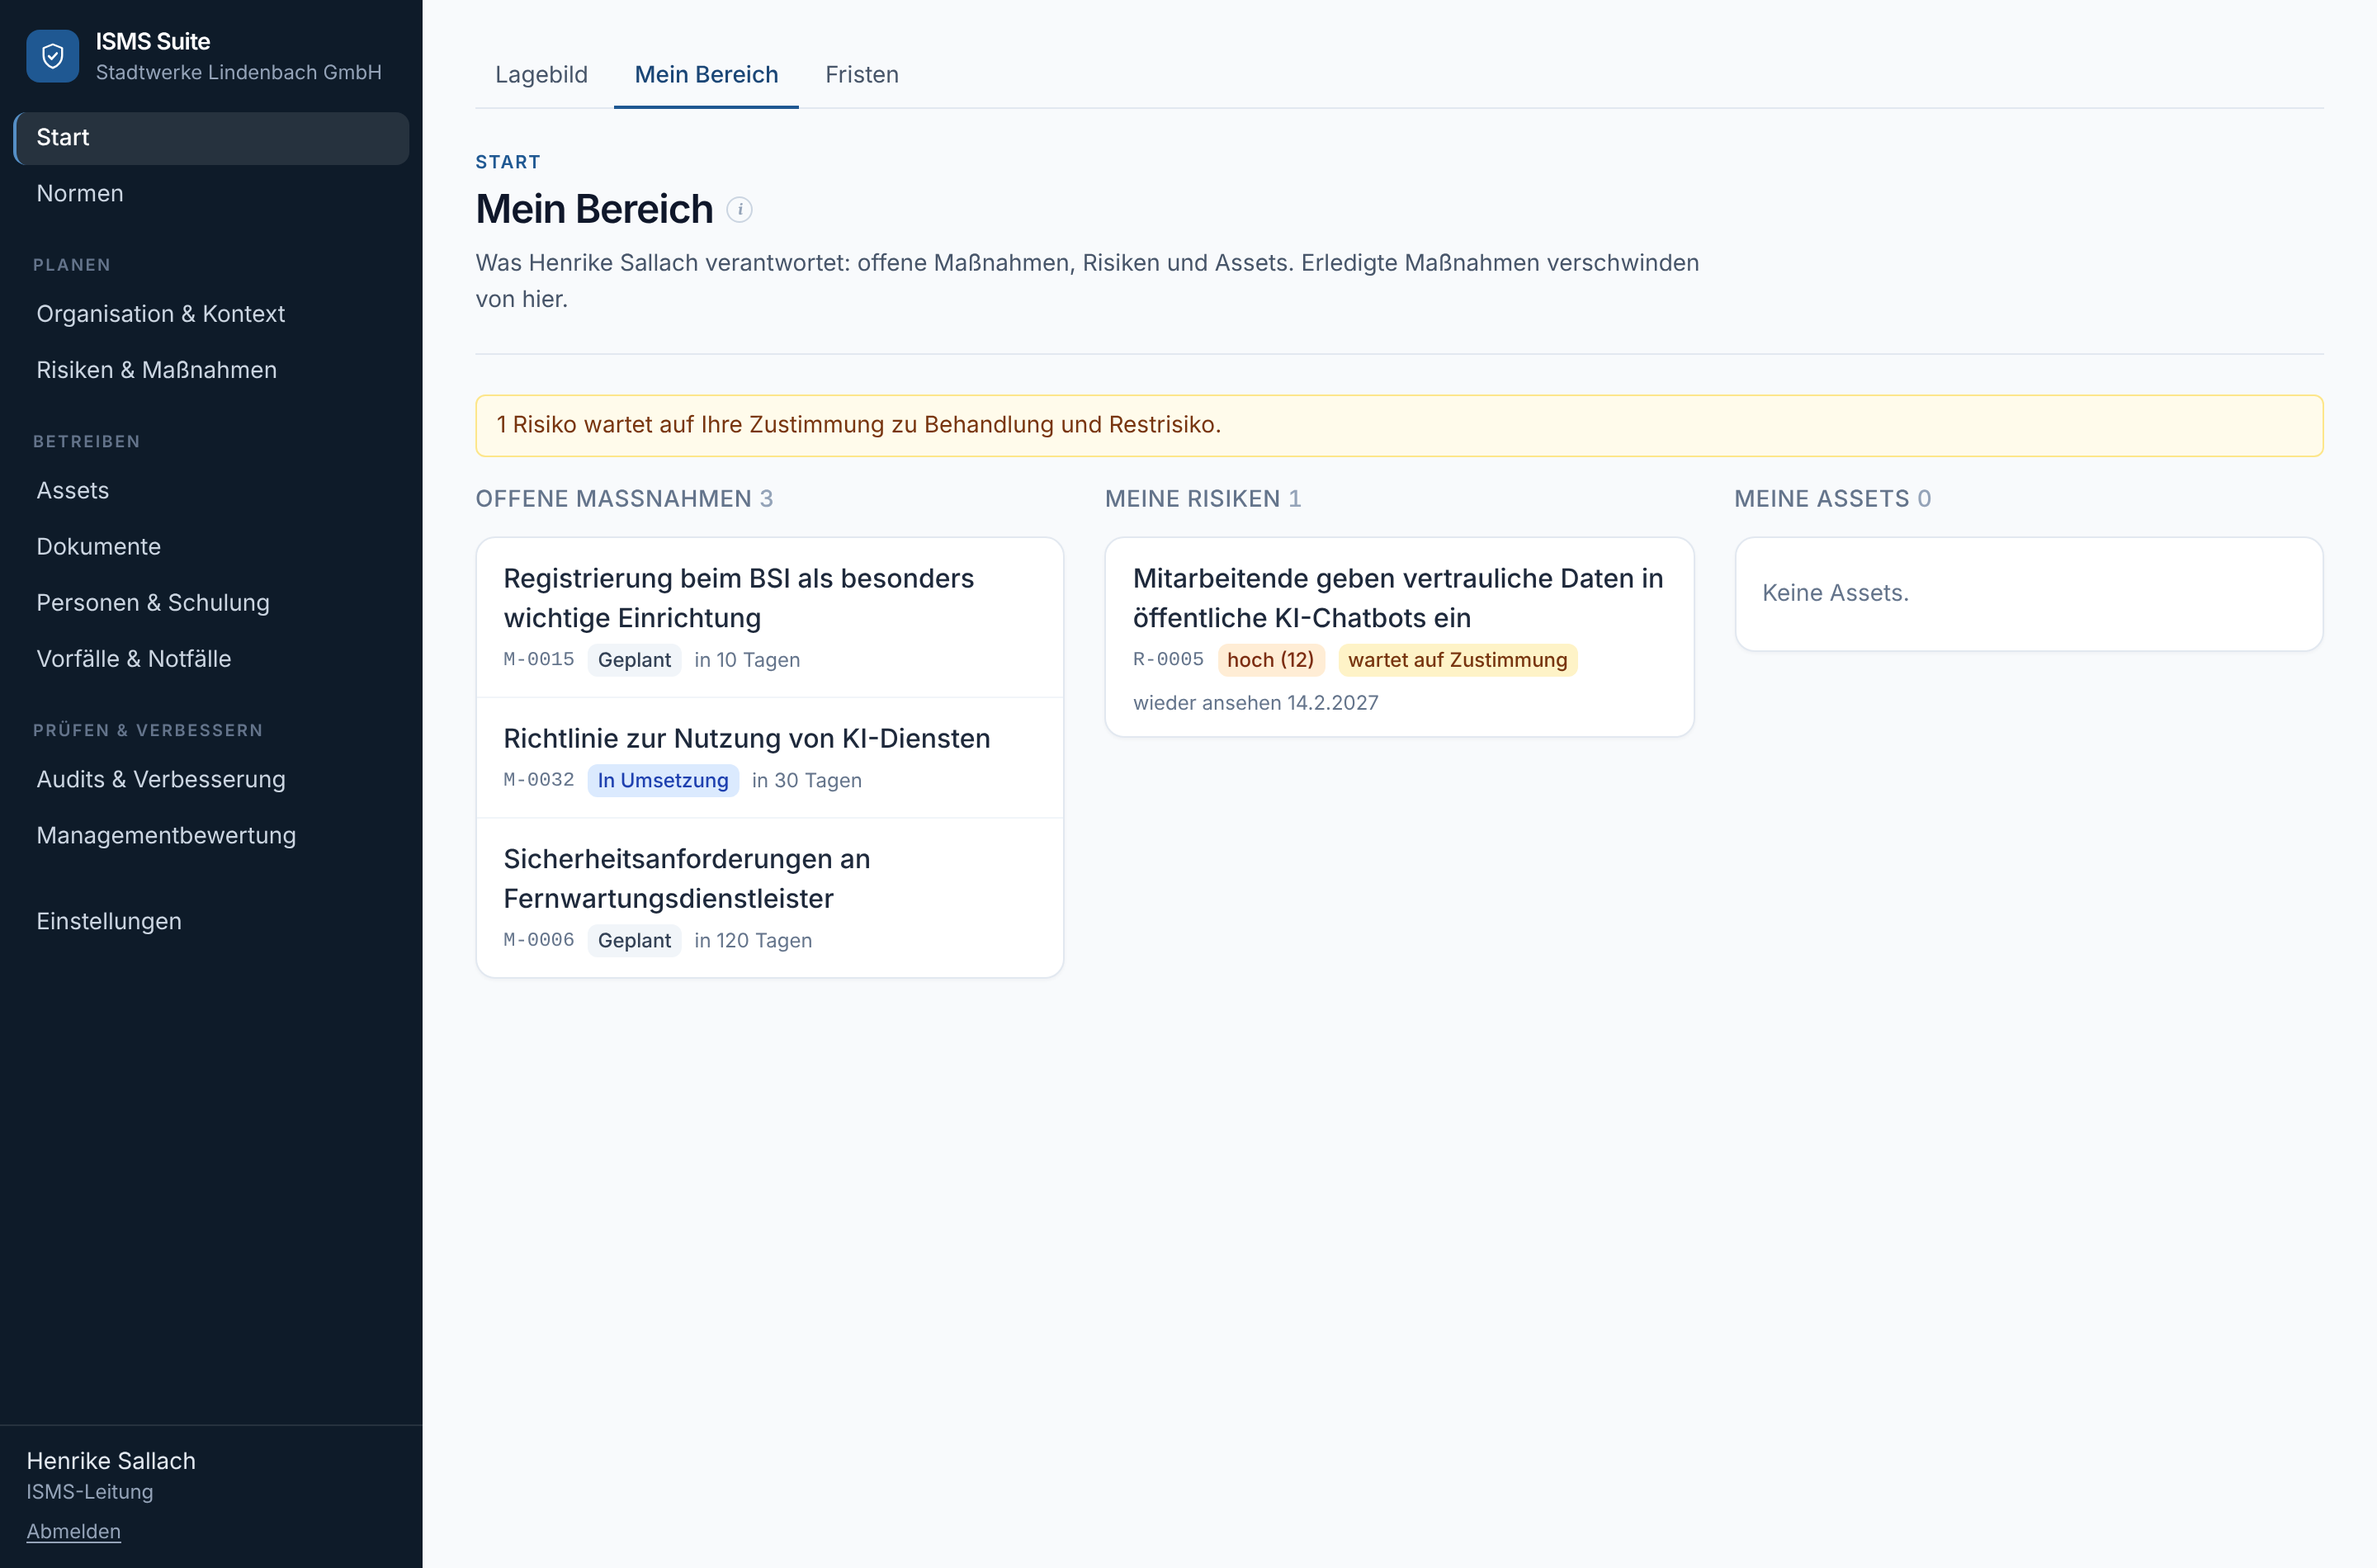 ISMS Suite
Stadtwerke Lindenbach GmbH
Start
Normen
PLANEN
Organisation & Kontext
Risiken & Maßnahmen
BETREIBEN
Assets
Dokumente
Personen & Schulung
Vorfälle & Notfälle
PRÜFEN & VERBESSERN
Audits & Verbesserung
Managementbewertung
Einstellungen
Henrike Sallach
ISMS-Leitung
Abmelden
Lagebild
Mein Bereich
Fristen
START
Mein Bereich i
Was Henrike Sallach verantwortet: offene Maßnahmen, Risiken und Assets. Erledigte Maßnahmen verschwinden
von hier.
1 Risiko wartet auf Ihre Zustimmung zu Behandlung und Restrisiko.
OFFENE MASSNAHMEN 3
Registrierung beim BSI als besonders
wichtige Einrichtung
M-0015 Geplant in 10 Tagen
Richtlinie zur Nutzung von KI-Diensten
M-0032 In Umsetzung in 30 Tagen
Sicherheitsanforderungen an
Fernwartungsdienstleister
M-0006 Geplant in 120 Tagen
MEINE RISIKEN 1
Mitarbeitende geben vertrauliche Daten in
öffentliche KI-Chatbots ein
R-0005 hoch (12) wartet auf Zustimmung
wieder ansehen 14.2.2027
MEINE ASSETS 0
Keine Assets.